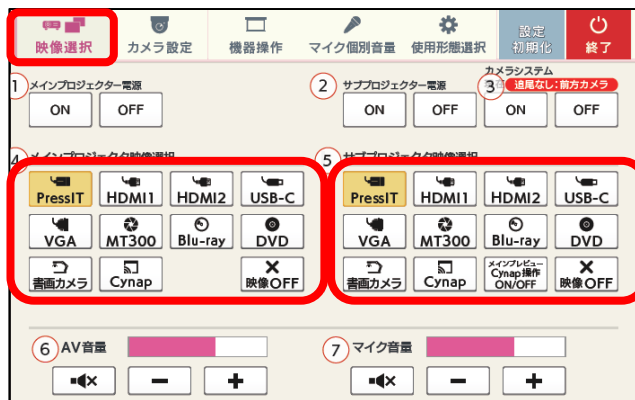 映像選択 カメラ設定 機器操作 マイク個別音量 使用形態選択 設定初期化 終了
カメラシステム
1 メインプロジェクター電源 2 サブプロジェクター電源 3 在 追尾なし:前方カメラ
ON OFF ON OFF ON OFF
4 メインプロジェクタ映像選択 5 サブプロジェクタ映像選択
PressIT HDMI1 HDMI2 USB-C PressIT HDMI1 HDMI2 USB-C
VGA MT300 Blu-ray DVD VGA MT300 Blu-ray DVD
書画カメラ Cynap 映像OFF 書画カメラ Cynap メインプレビュー Cynap操作 ON/OFF 映像OFF
6 AV音量 7 マイク音量